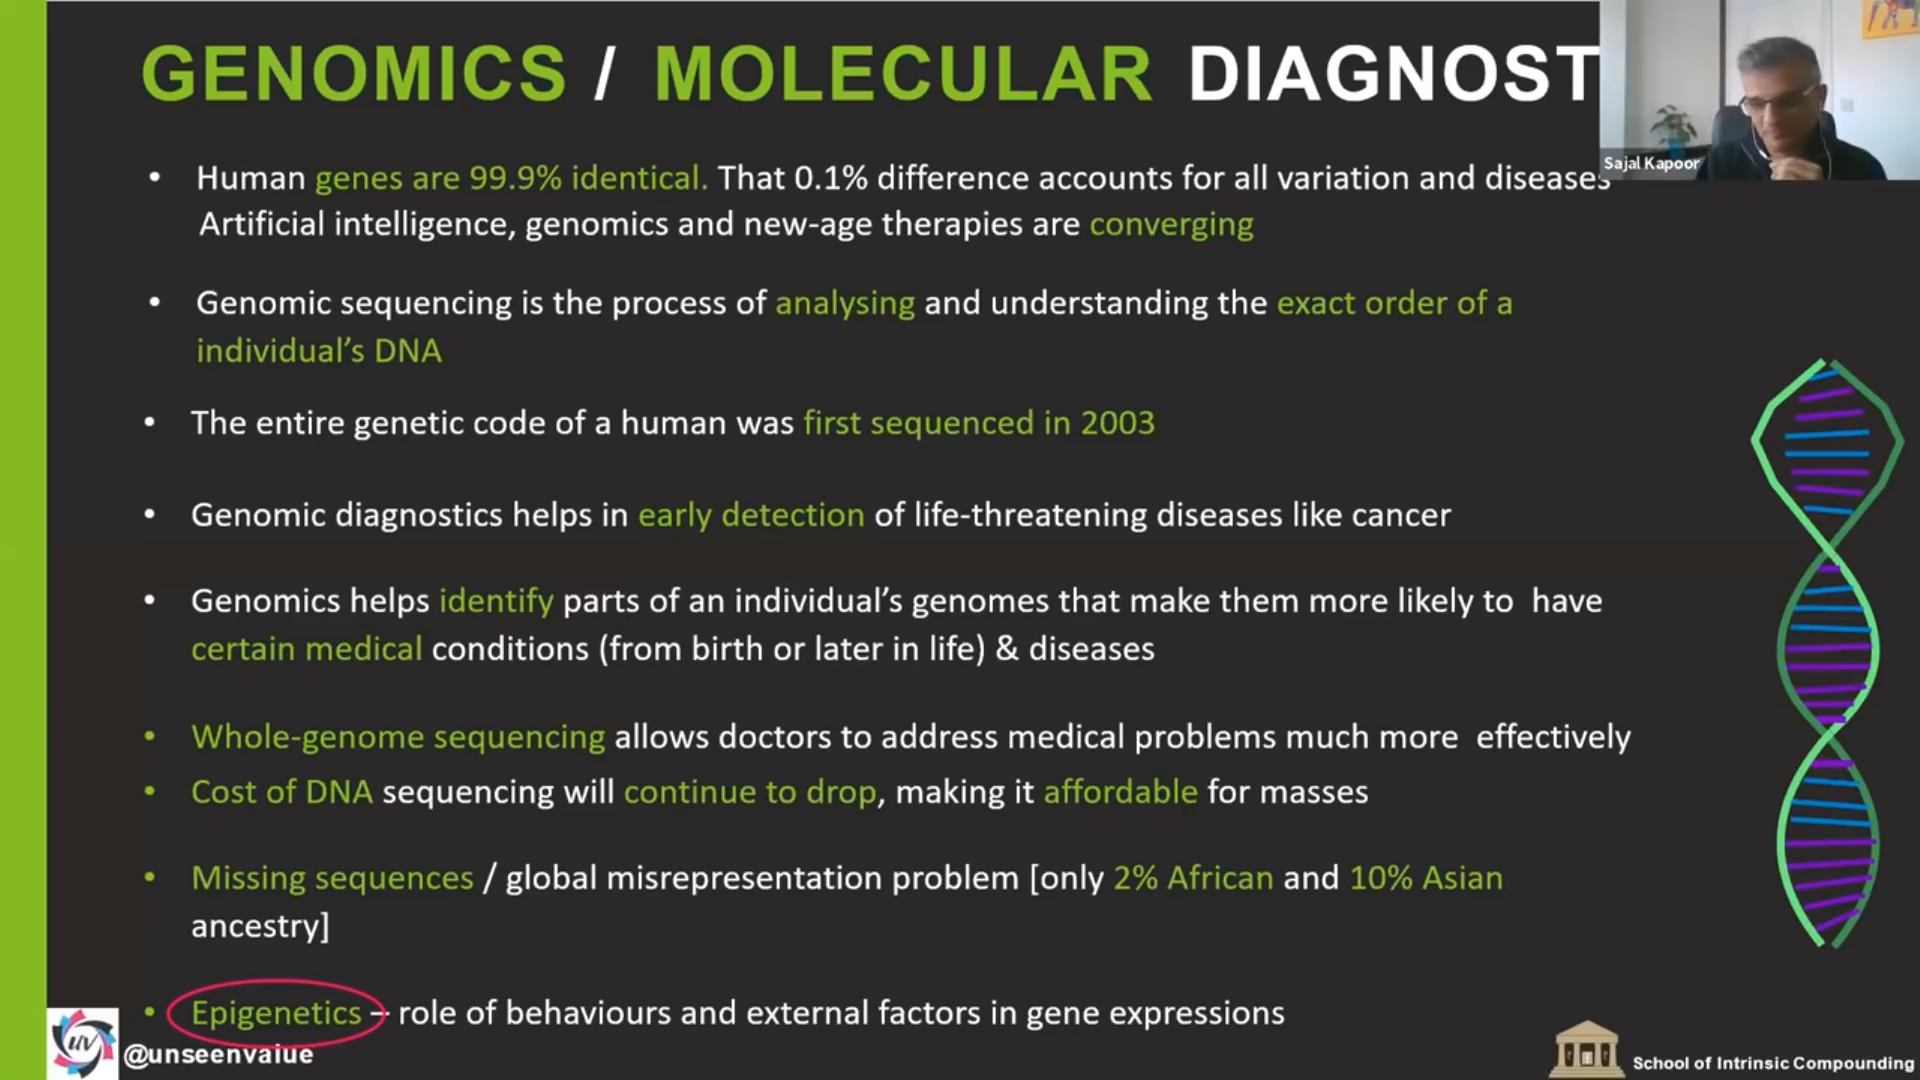 GENOMICS / MOLECULAR DIAGNOST
Sajal Kapoor
• Human genes are 99.9% identical. That 0.1% difference accounts for all variation and diseases
Artificial intelligence, genomics and new-age therapies are converging
• Genomic sequencing is the process of analysing and understanding the exact order of a
individual’s DNA
• The entire genetic code of a human was first sequenced in 2003
• Genomic diagnostics helps in early detection of life-threatening diseases like cancer
• Genomics helps identify parts of an individual’s genomes that make them more likely to have
certain medical conditions (from birth or later in life) & diseases
• Whole-genome sequencing allows doctors to address medical problems much more effectively
• Cost of DNA sequencing will continue to drop, making it affordable for masses
• Missing sequences / global misrepresentation problem [only 2% African and 10% Asian
ancestry]
• Epigenetics – role of behaviours and external factors in gene expressions
UV
@unseenvalue
School of Intrinsic Compounding